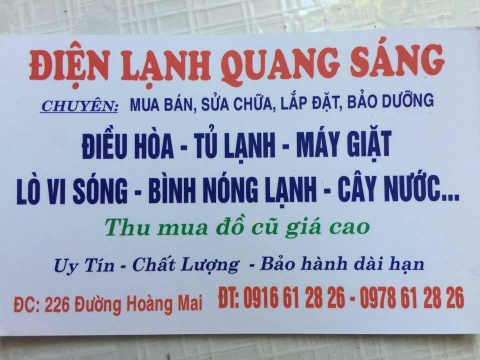 ĐIỆN LẠNH QUANG SÁNG
CHUYÊN: MUA BÁN, SỬA CHỮA, LẮP ĐẶT, BẢO DƯỠNG
ĐIỀU HÒA - TỦ LẠNH - MÁY GIẶT
LÒ VI SÓNG - BÌNH NÓNG LẠNH - CÂY NƯỚC...
Thu mua đồ cũ giá cao
Uy Tín - Chất Lượng - Bảo hành dài hạn
ĐC: 226 Đường Hoàng Mai ĐT: 0916 61 28 26 - 0978 61 28 26